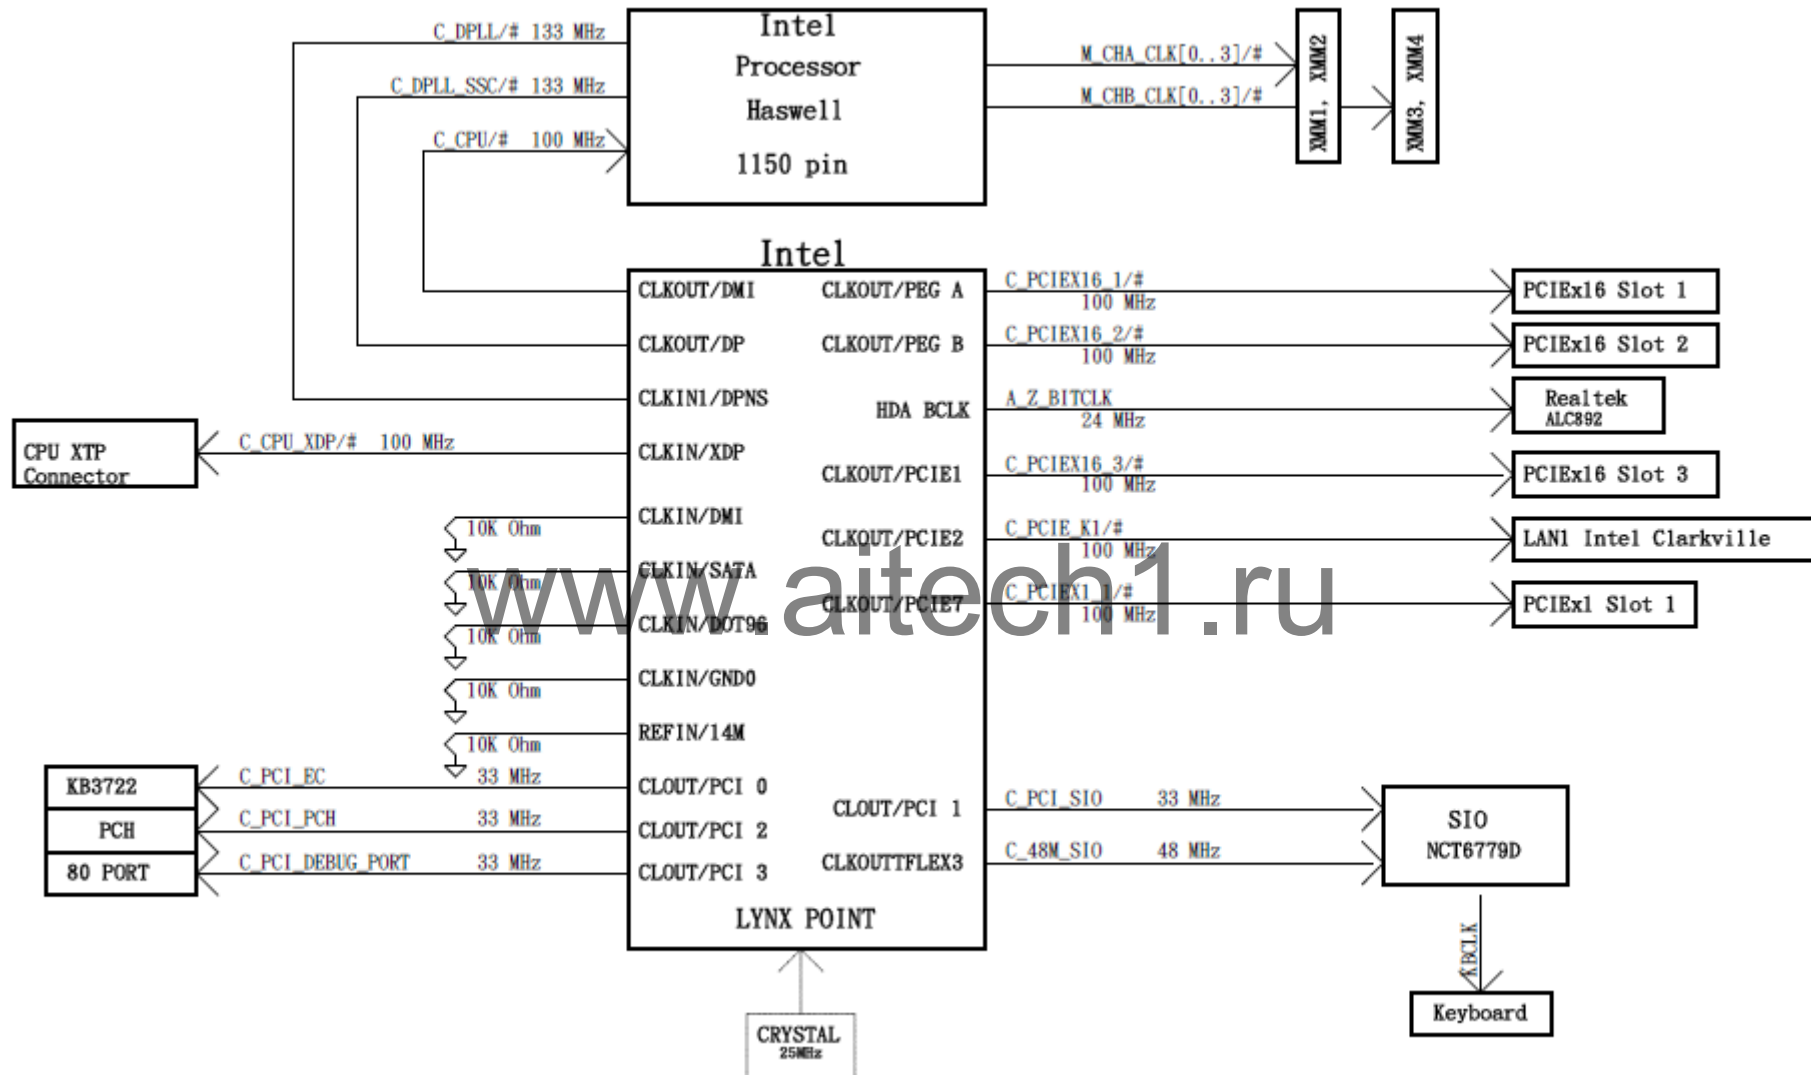 C_DPLL/# 133 MHz
C_DPLL_SSC/# 133 MHz
C_CPU/# 100 MHz
Intel
Processor
Haswell
1150 pin
M_CHA_CLK[0..3]/#
M_CHB_CLK[0..3]/#
XMM1, XMM2
XMM3, XMM4
Intel
CLKOUT/DMI
CLKOUT/DP
CLKIN1/DPNS
CLKIN/XDP
CLKIN/DMI
CLKIN/SATA
CLKIN/DOT96
CLKIN/GND0
REFIN/14M
CLOUT/PCI 0
CLOUT/PCI 2
CLOUT/PCI 3
CLKOUT/PEG A
CLKOUT/PEG B
HDA BCLK
CLKOUT/PCIE1
CLKOUT/PCIE2
CLKOUT/PCIE7
CLOUT/PCI 1
CLKOUTTFLEX3
LYNX POINT
CPU XTP
Connector
C_CPU_XDP/# 100 MHz
10K Ohm
10K Ohm
10K Ohm
10K Ohm
10K Ohm
KB3722
PCH
80 PORT
C_PCI_EC 33 MHz
C_PCI_PCH 33 MHz
C_PCI_DEBUG_PORT 33 MHz
C_PCIEX16_1/#
100 MHz
PCIEx16 Slot 1
C_PCIEX16_2/#
100 MHz
PCIEx16 Slot 2
A_Z_BITCLK
24 MHz
Realtek
ALC892
C_PCIEX16_3/#
100 MHz
PCIEx16 Slot 3
C_PCIE_K1/#
100 MHz
LAN1 Intel Clarkville
C_PCIEX1_1/#
100 MHz
PCIEx1 Slot 1
C_PCI_SIO 33 MHz
C_48M_SIO 48 MHz
SIO
NCT6779D
KBCLK
Keyboard
CRYSTAL
25MHz
www.aitech1.ru